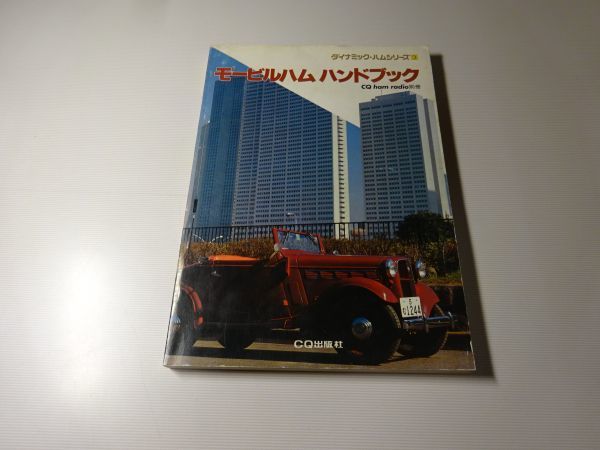 ダイナミック・ハムシリーズ
モービルハム ハンドブック
CQ ham radio別冊
1244
CQ出版社